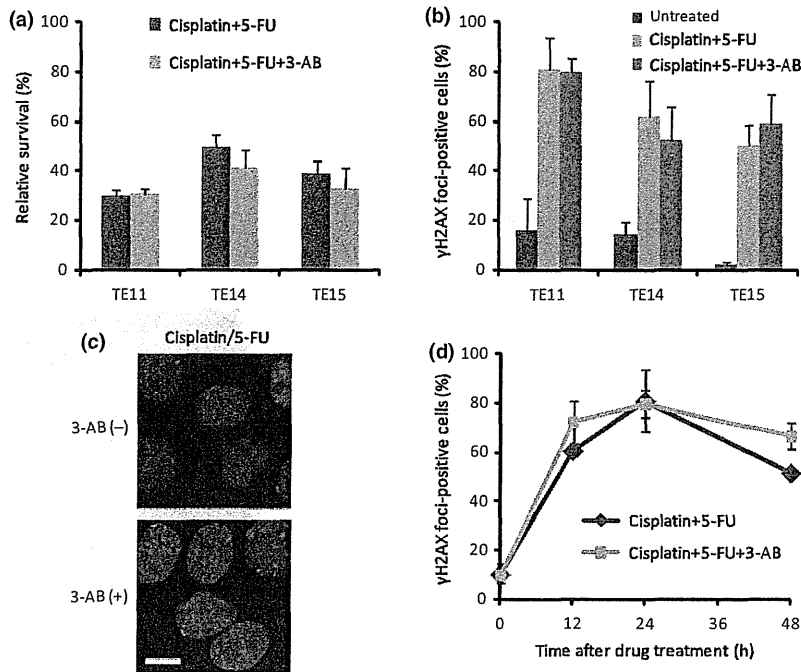 (a)
Cisplatin+5-FU
Cisplatin+5-FU+3-AB
Relative survival (%)
100
80
60
40
20
0
TE11
TE14
TE15
(b)
Untreated
Cisplatin+5-FU
Cisplatin+5-FU+3-AB
γH2AX foci-positive cells (%)
100
80
60
40
20
0
TE11
TE14
TE15
(c)
Cisplatin/5-FU
3-AB (−)
3-AB (+)
(d)
γH2AX foci-positive cells (%)
100
80
60
40
20
0
Cisplatin+5-FU
Cisplatin+5-FU+3-AB
0
12
24
36
48
Time after drug treatment (h)